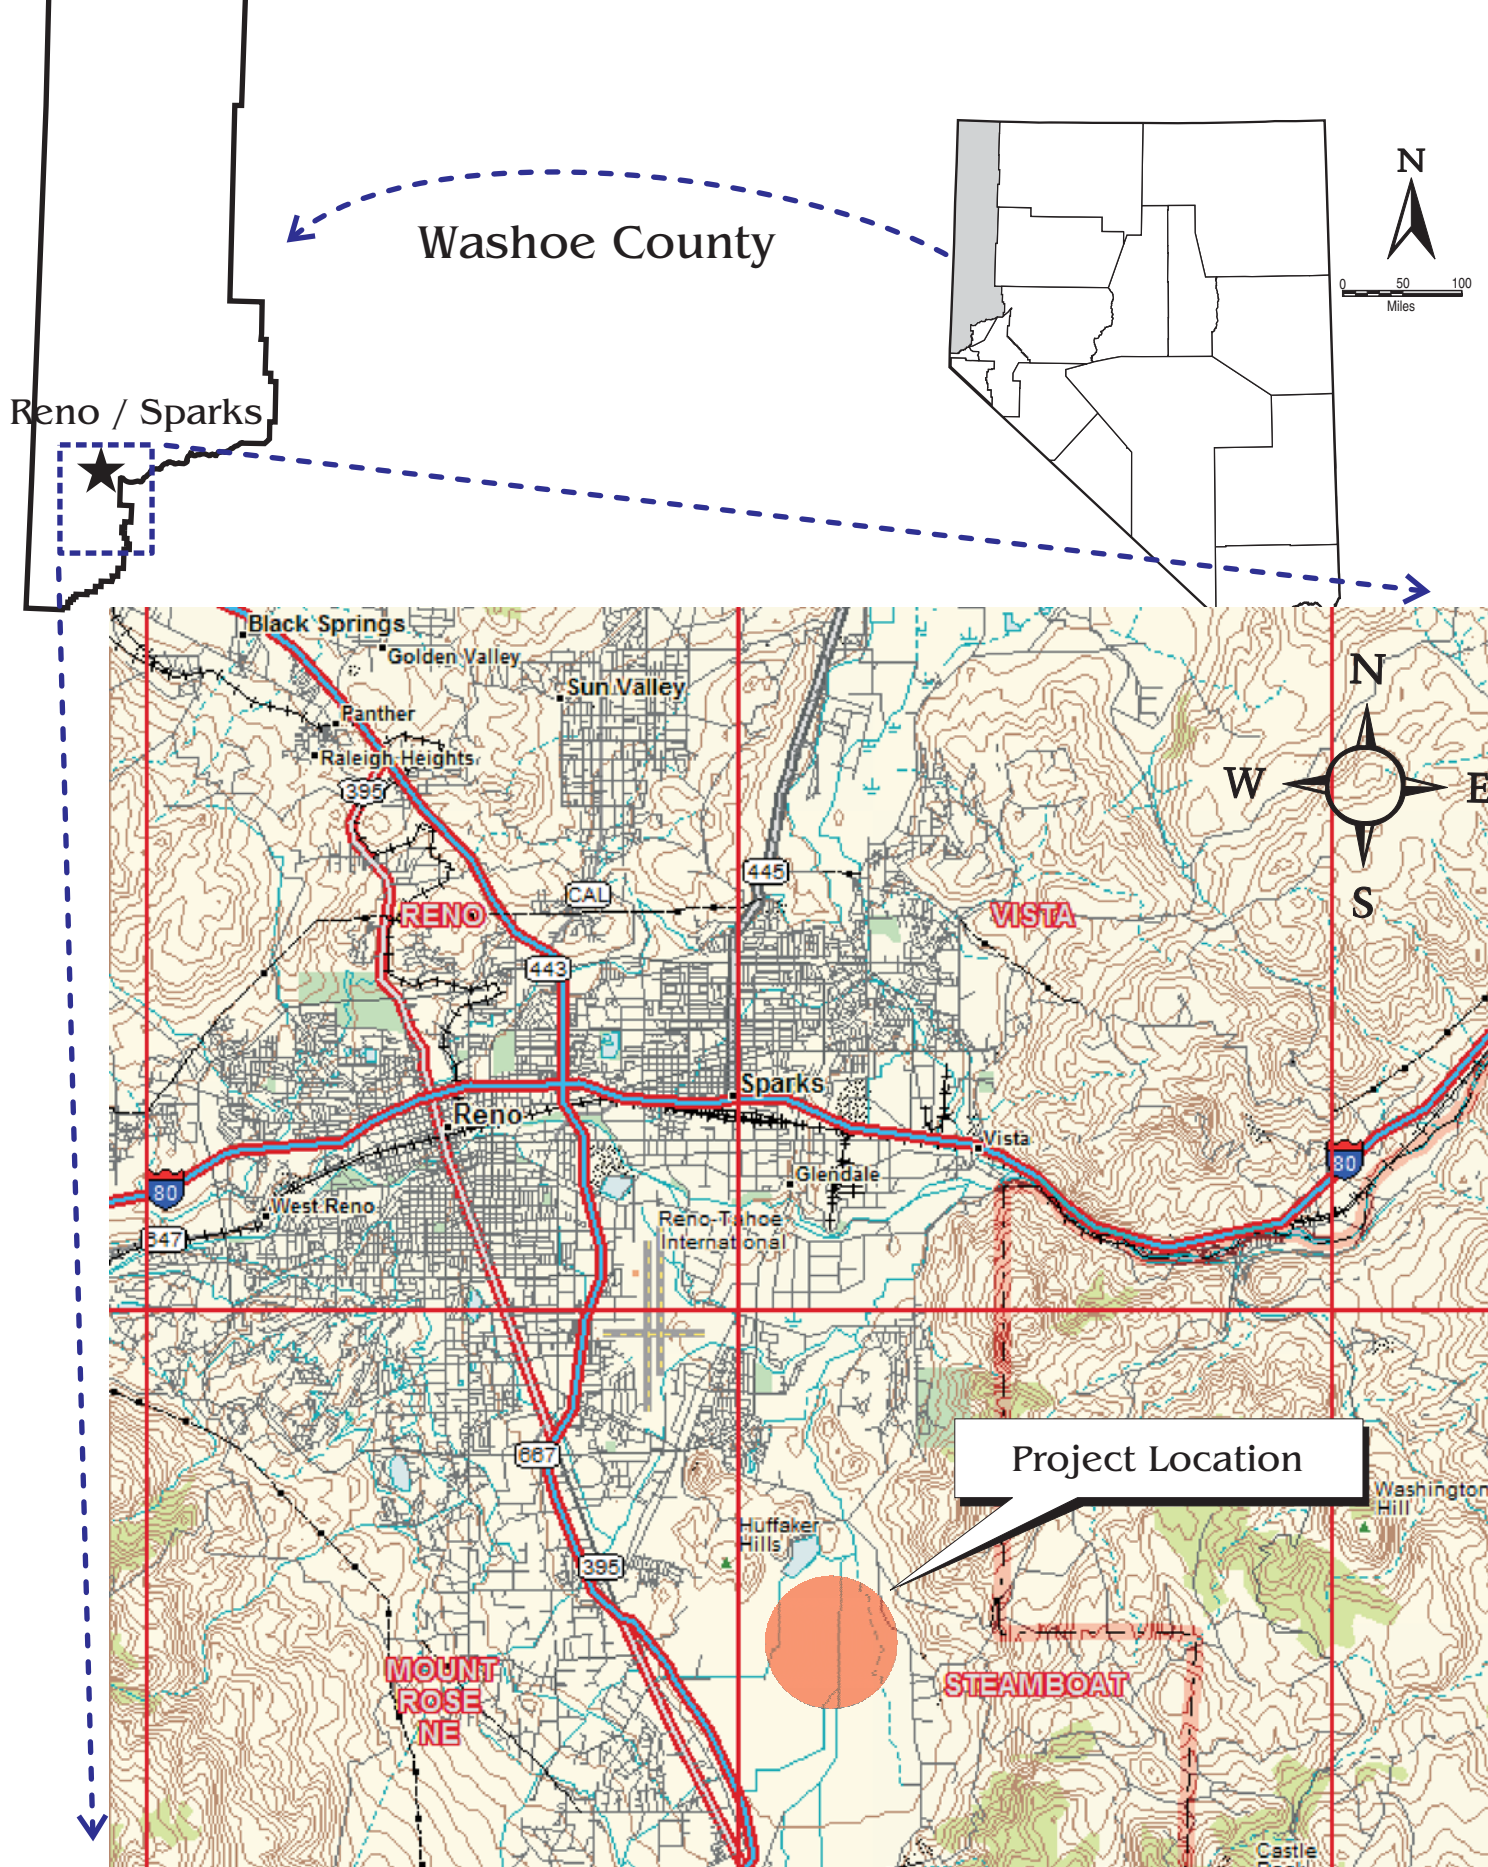 N
0 50 100
Miles
Washoe County
Reno / Sparks
Black Springs
Golden Valley
Sun Valley
Panther
Raleigh Heights
395
N
W E
S
445
CAL
RENO
VISTA
443
Sparks
Reno
Vista
80
Glendale
80
West Reno
Reno-Tahoe
International
647
667
Project Location
Washington
Hill
Huffaker
Hills
395
MOUNT
ROSE
NE
STEAMBOAT
Castle